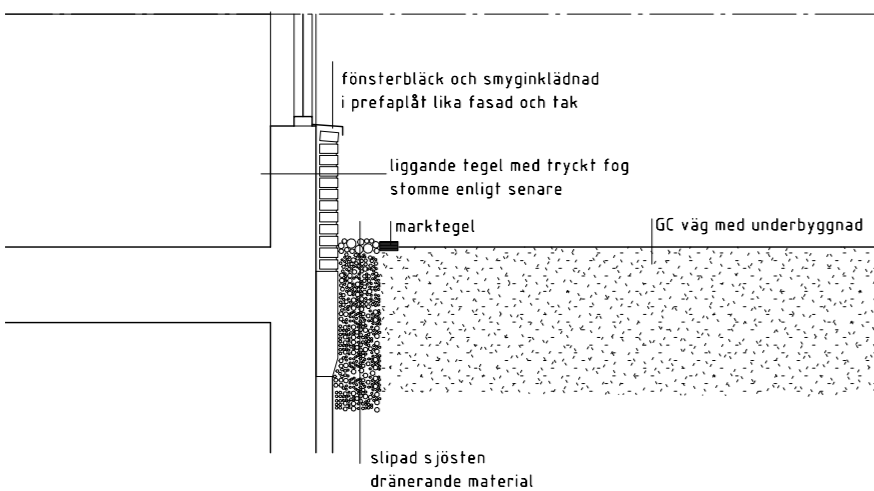 fönsterbläck och smyginklädnad
i prefaplåt lika fasad och tak
liggande tegel med tryckt fog
stomme enligt senare
marktegel
GC väg med underbyggnad
slipad sjösten
dränerande material